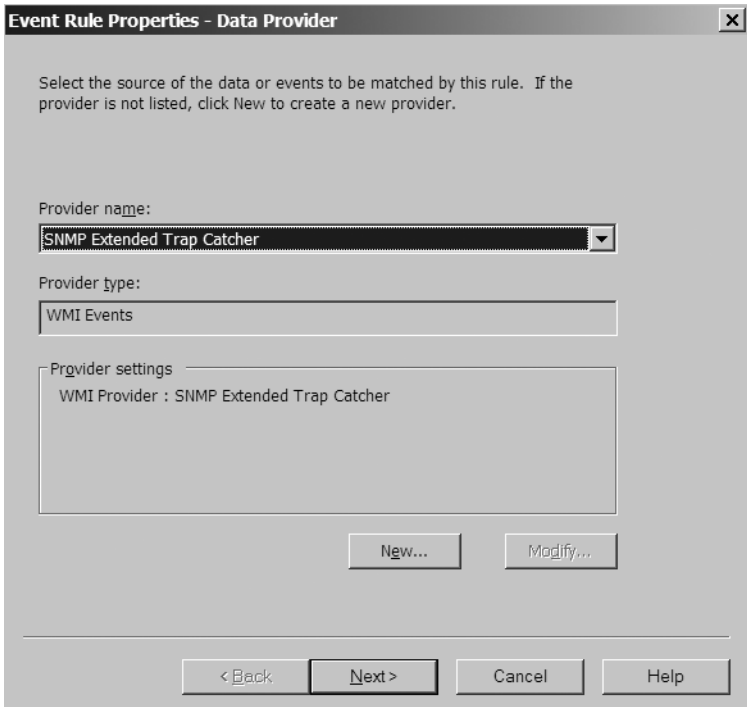 Event Rule Properties - Data Provider
Select the source of the data or events to be matched by this rule. If the
provider is not listed, click New to create a new provider.
Provider name:
SNMP Extended Trap Catcher
Provider type:
WMI Events
Provider settings
WMI Provider : SNMP Extended Trap Catcher
New...
Modify...
< Back
Next >
Cancel
Help